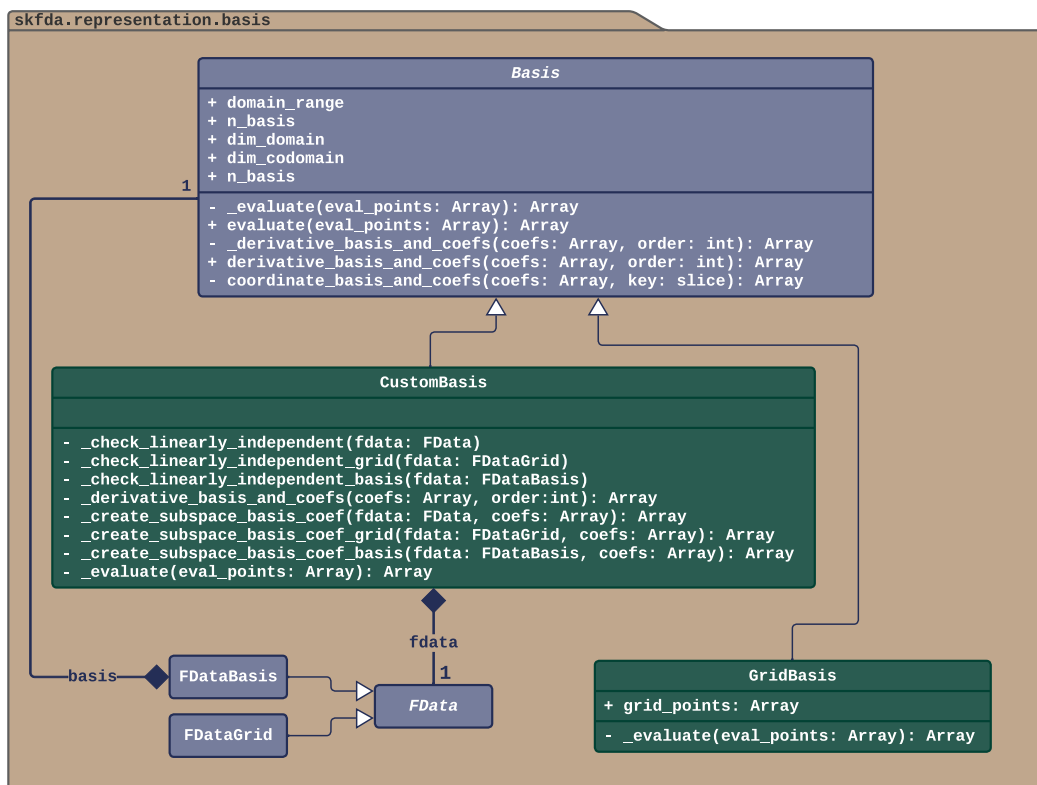 skfda.representation.basis
Basis
+ domain_range
+ n_basis
+ dim_domain
+ dim_codomain
+ n_basis
1
- _evaluate(eval_points: Array): Array
+ evaluate(eval_points: Array): Array
- _derivative_basis_and_coefs(coefs: Array, order: int): Array
+ derivative_basis_and_coefs(coefs: Array, order: int): Array
- coordinate_basis_and_coefs(coefs: Array, key: slice): Array
CustomBasis
- _check_linearly_independent(fdata: FData)
- _check_linearly_independent_grid(fdata: FDataGrid)
- _check_linearly_independent_basis(fdata: FDataBasis)
- _derivative_basis_and_coefs(coefs: Array, order:int): Array
- _create_subspace_basis_coef(fdata: FData, coefs: Array): Array
- _create_subspace_basis_coef_grid(fdata: FDataGrid, coefs: Array): Array
- _create_subspace_basis_coef_basis(fdata: FDataBasis, coefs: Array): Array
- _evaluate(eval_points: Array): Array
fdata
1
basis
FDataBasis
FData
FDataGrid
GridBasis
+ grid_points: Array
- _evaluate(eval_points: Array): Array